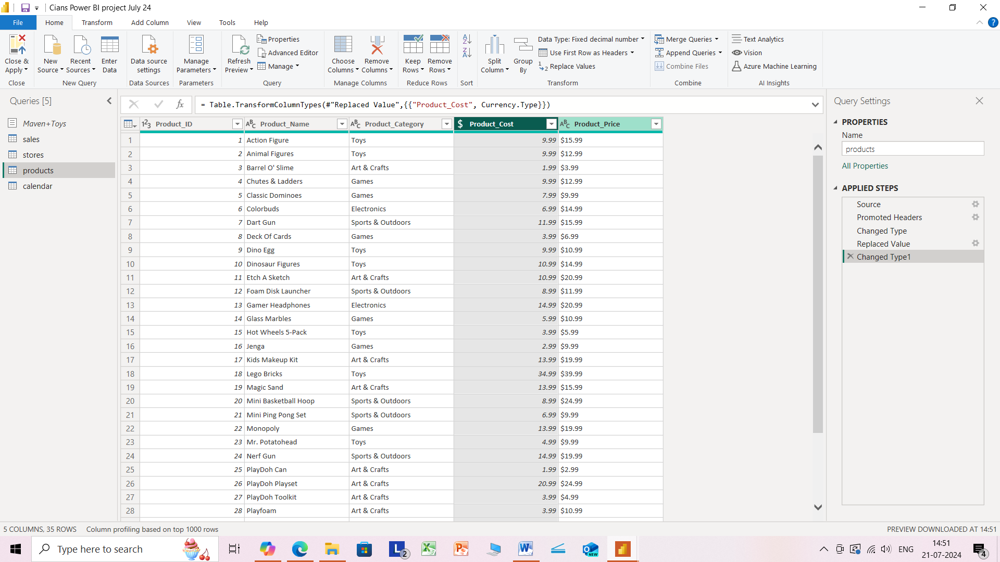 Cians Power BI project July 24
File Home Transform Add Column View Tools Help
Close & Apply
Close
New Source
Recent Sources
Enter Data
New Query
Data source settings
Data Sources
Manage Parameters
Parameters
Refresh Preview
Properties
Advanced Editor
Manage
Query
Choose Columns
Remove Columns
Manage Columns
Keep Rows
Remove Rows
Reduce Rows
Sort
Split Column
Group By
Data Type: Fixed decimal number
Use First Row as Headers
Replace Values
Transform
Merge Queries
Append Queries
Combine Files
Combine
Text Analytics
Vision
Azure Machine Learning
AI Insights
Queries [5]
Maven+Toys
sales
stores
products
calendar
= Table.TransformColumnTypes(#"Replaced Value",{{"Product_Cost", Currency.Type}})
Product_ID Product_Name Product_Category $ Product_Cost Product_Price
1 1 Action Figure Toys 9.99 $15.99
2 2 Animal Figures Toys 9.99 $12.99
3 3 Barrel O' Slime Art & Crafts 1.99 $3.99
4 4 Chutes & Ladders Games 9.99 $12.99
5 5 Classic Dominoes Games 7.99 $9.99
6 6 Colorbuds Electronics 6.99 $14.99
7 7 Dart Gun Sports & Outdoors 11.99 $15.99
8 8 Deck Of Cards Games 3.99 $6.99
9 9 Dino Egg Toys 9.99 $10.99
10 10 Dinosaur Figures Toys 10.99 $14.99
11 11 Etch A Sketch Art & Crafts 10.99 $20.99
12 12 Foam Disk Launcher Sports & Outdoors 8.99 $11.99
13 13 Gamer Headphones Electronics 14.99 $20.99
14 14 Glass Marbles Games 5.99 $10.99
15 15 Hot Wheels 5-Pack Toys 3.99 $5.99
16 16 Jenga Games 2.99 $9.99
17 17 Kids Makeup Kit Art & Crafts 13.99 $19.99
18 18 Lego Bricks Toys 34.99 $39.99
19 19 Magic Sand Art & Crafts 13.99 $15.99
20 20 Mini Basketball Hoop Sports & Outdoors 8.99 $24.99
21 21 Mini Ping Pong Set Sports & Outdoors 6.99 $9.99
22 22 Monopoly Games 13.99 $19.99
23 23 Mr. Potatohead Toys 4.99 $9.99
24 24 Nerf Gun Sports & Outdoors 14.99 $19.99
25 25 PlayDoh Can Art & Crafts 1.99 $2.99
26 26 PlayDoh Playset Art & Crafts 20.99 $24.99
27 27 PlayDoh Toolkit Art & Crafts 3.99 $4.99
28 28 Playfoam Art & Crafts 3.99 $10.99
Query Settings
PROPERTIES
Name
products
All Properties
APPLIED STEPS
Source
Promoted Headers
Changed Type
Replaced Value
Changed Type1
5 COLUMNS, 35 ROWS Column profiling based on top 1000 rows
PREVIEW DOWNLOADED AT 14:51
Type here to search
ENG
14:51
21-07-2024
4